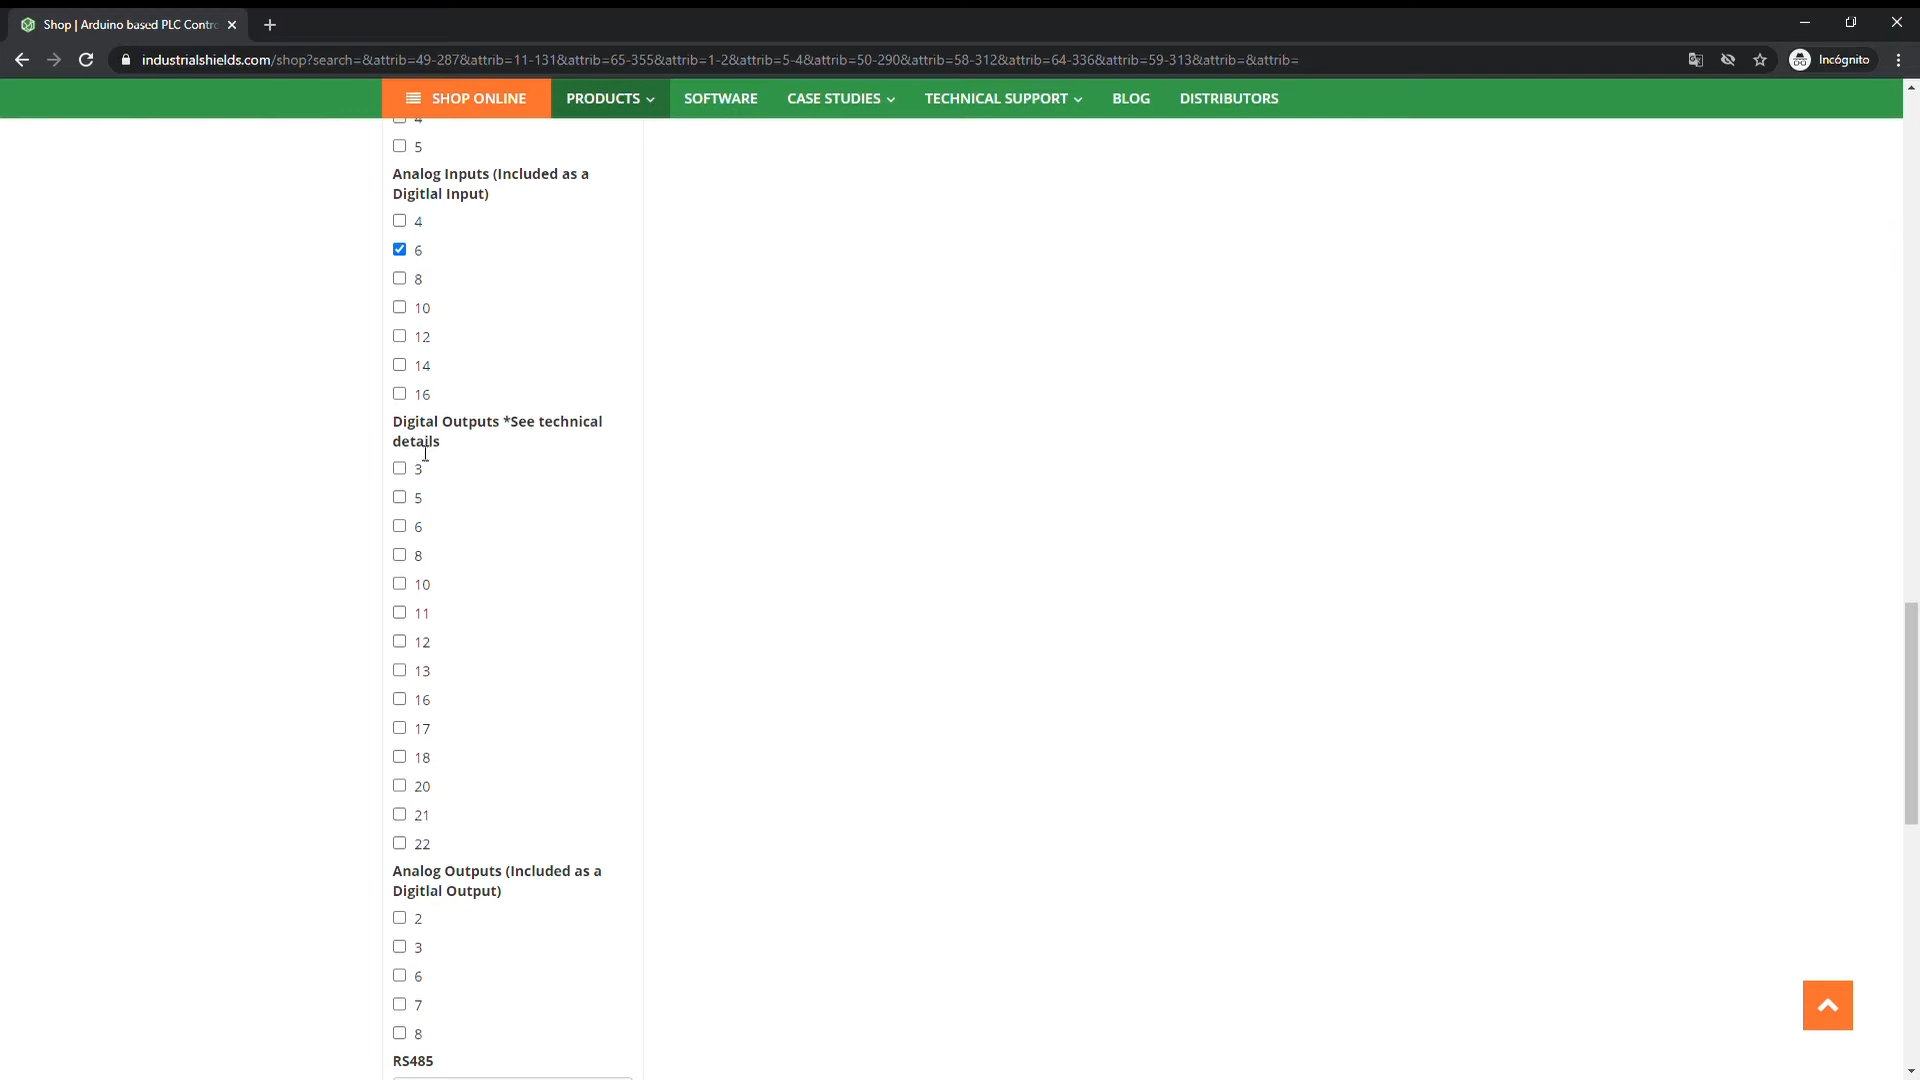 Shop | Arduino based PLC Contr
industrialshields.com/shop?search=&attrib=49-287&attrib=11-131&attrib=65-355&attrib=1-2&attrib=5-4&attrib=50-290&attrib=58-312&attrib=64-336&attrib=59-313&attrib=&attrib=
Incógnito
SHOP ONLINE PRODUCTS SOFTWARE CASE STUDIES TECHNICAL SUPPORT BLOG DISTRIBUTORS
4
5
Analog Inputs (Included as a
Digitlal Input)
4
6
8
10
12
14
16
Digital Outputs *See technical
details
3
5
6
8
10
11
12
13
16
17
18
20
21
22
Analog Outputs (Included as a
Digitlal Output)
2
3
6
7
8
RS485